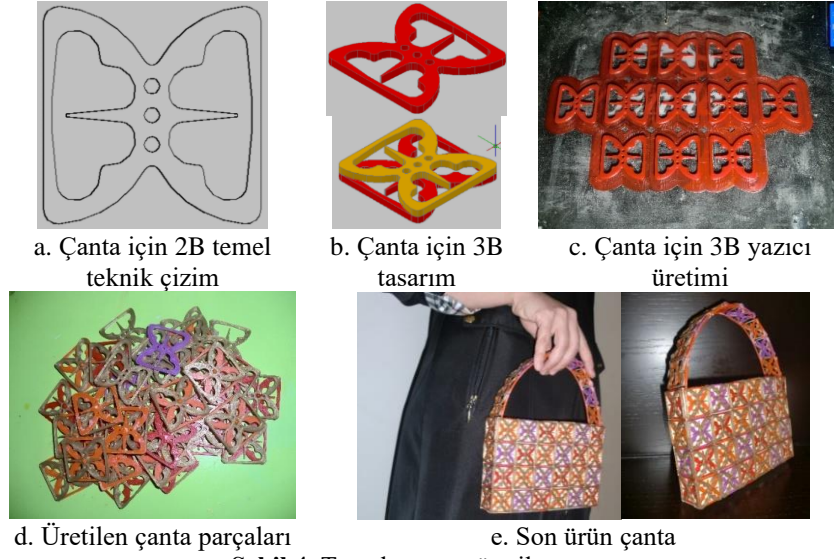 a. Çanta için 2B temel
teknik çizim
b. Çanta için 3B
tasarım
c. Çanta için 3B yazıcı
üretimi
d. Üretilen çanta parçaları
e. Son ürün çanta